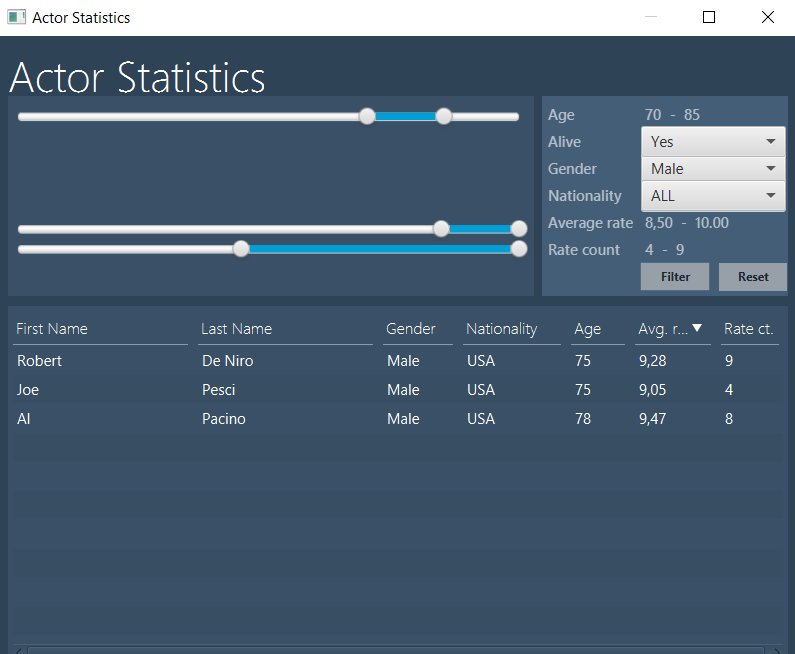 Actor Statistics
Actor Statistics
Age 70 - 85
Alive Yes
Gender Male
Nationality ALL
Average rate 8,50 - 10.00
Rate count 4 - 9
Filter Reset
First Name Last Name Gender Nationality Age Avg. r... Rate ct.
Robert De Niro Male USA 75 9,28 9
Joe Pesci Male USA 75 9,05 4
Al Pacino Male USA 78 9,47 8